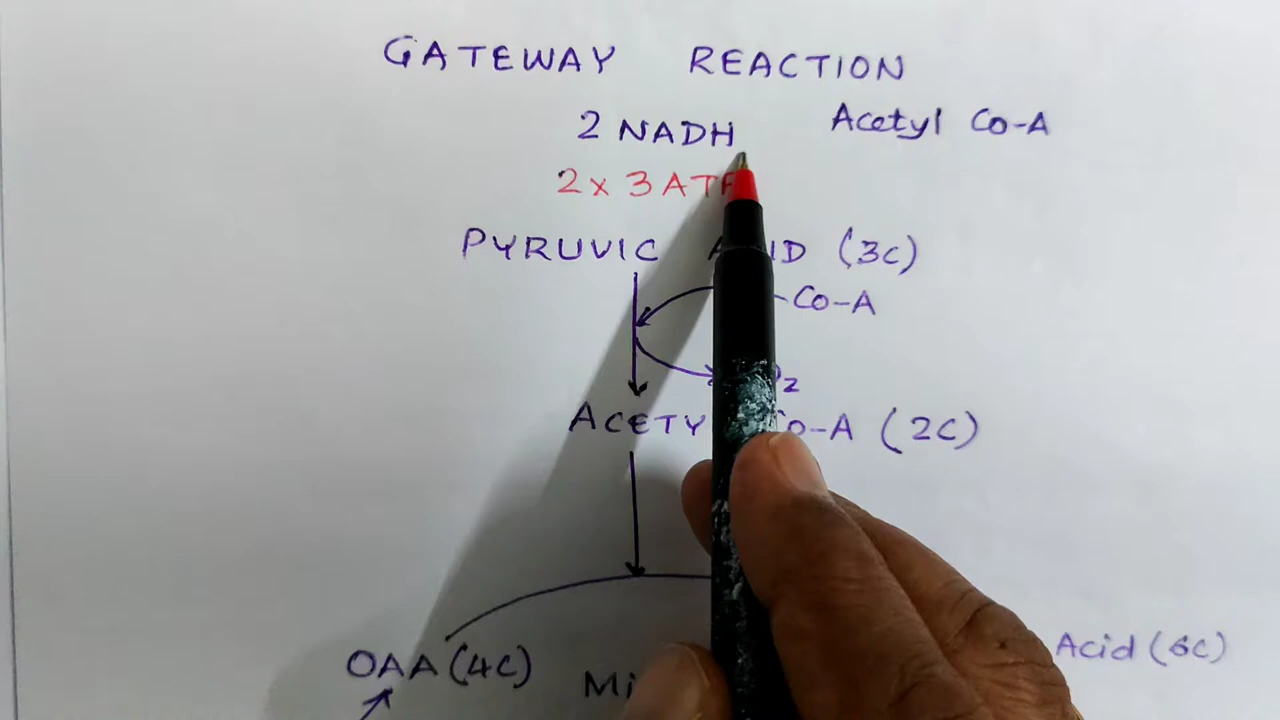 GATEWAY REACTION
2 NADH Acetyl Co-A
2 x 3 ATP
PYRUVIC ACID (3C)
Co-A
ACETYL Co-A (2C)
OAA (4C) Acid (6C)